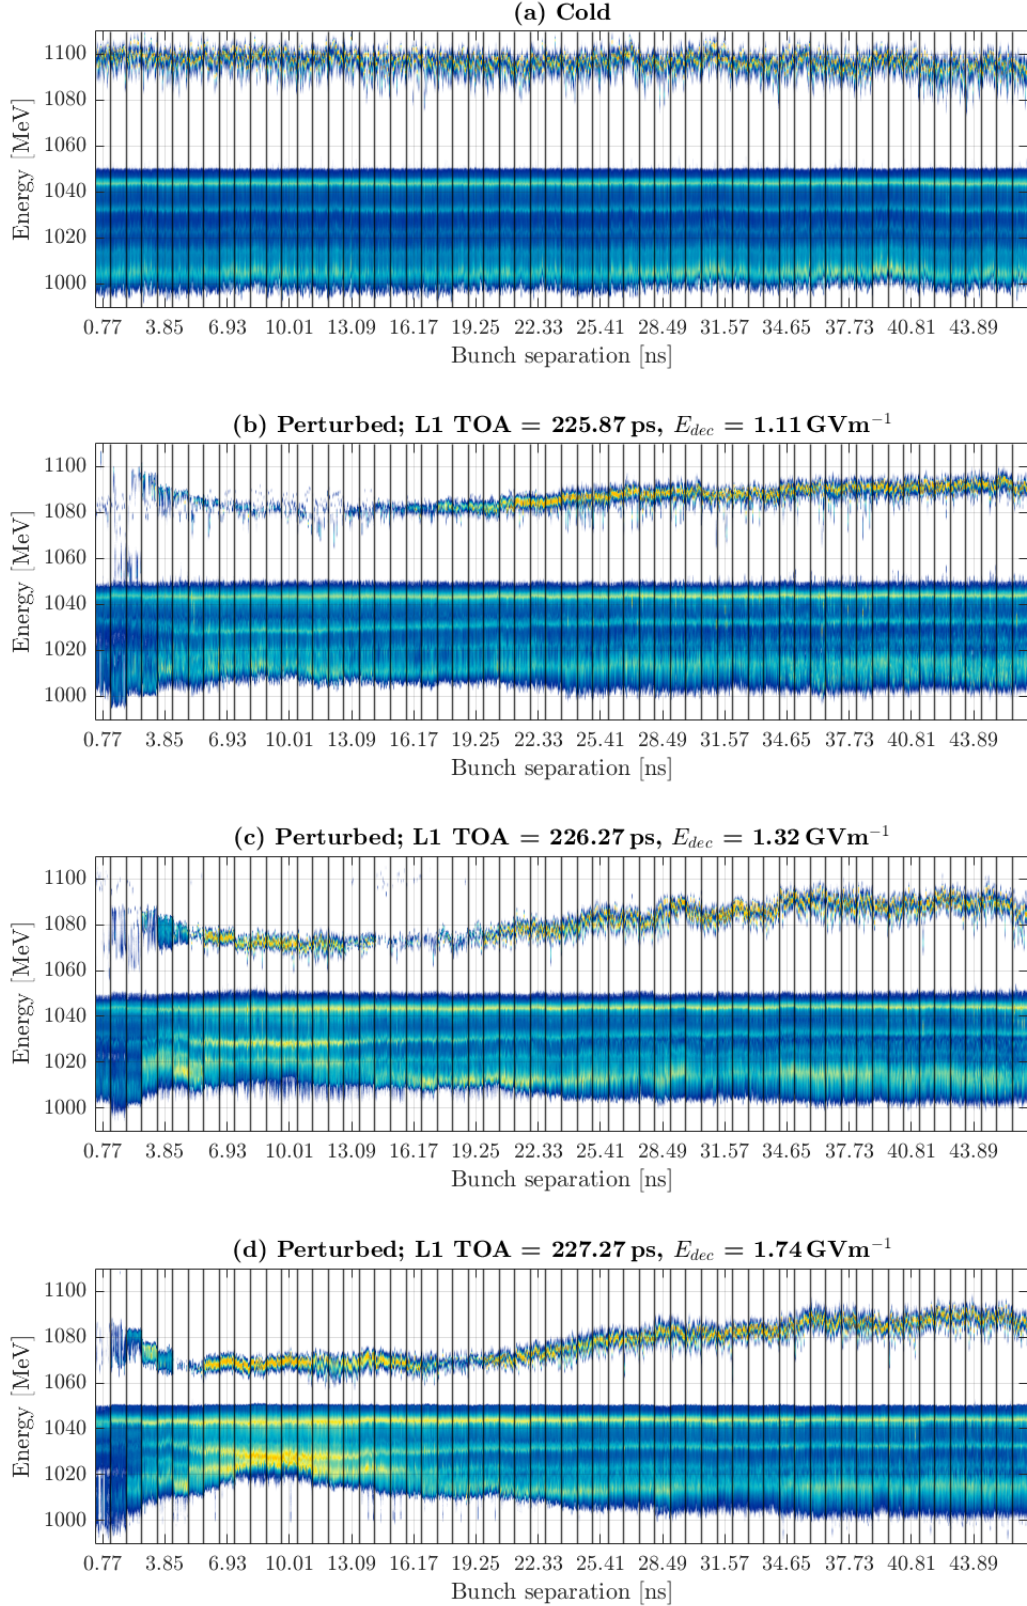 (a) Cold
1100
1080
1060
1040
1020
1000
Energy [MeV]
0.77 3.85 6.93 10.01 13.09 16.17 19.25 22.33 25.41 28.49 31.57 34.65 37.73 40.81 43.89
Bunch separation [ns]
(b) Perturbed; L1 TOA = 225.87 ps, E_dec = 1.11 GVm⁻¹
1100
1080
1060
1040
1020
1000
Energy [MeV]
0.77 3.85 6.93 10.01 13.09 16.17 19.25 22.33 25.41 28.49 31.57 34.65 37.73 40.81 43.89
Bunch separation [ns]
(c) Perturbed; L1 TOA = 226.27 ps, E_dec = 1.32 GVm⁻¹
1100
1080
1060
1040
1020
1000
Energy [MeV]
0.77 3.85 6.93 10.01 13.09 16.17 19.25 22.33 25.41 28.49 31.57 34.65 37.73 40.81 43.89
Bunch separation [ns]
(d) Perturbed; L1 TOA = 227.27 ps, E_dec = 1.74 GVm⁻¹
1100
1080
1060
1040
1020
1000
Energy [MeV]
0.77 3.85 6.93 10.01 13.09 16.17 19.25 22.33 25.41 28.49 31.57 34.65 37.73 40.81 43.89
Bunch separation [ns]